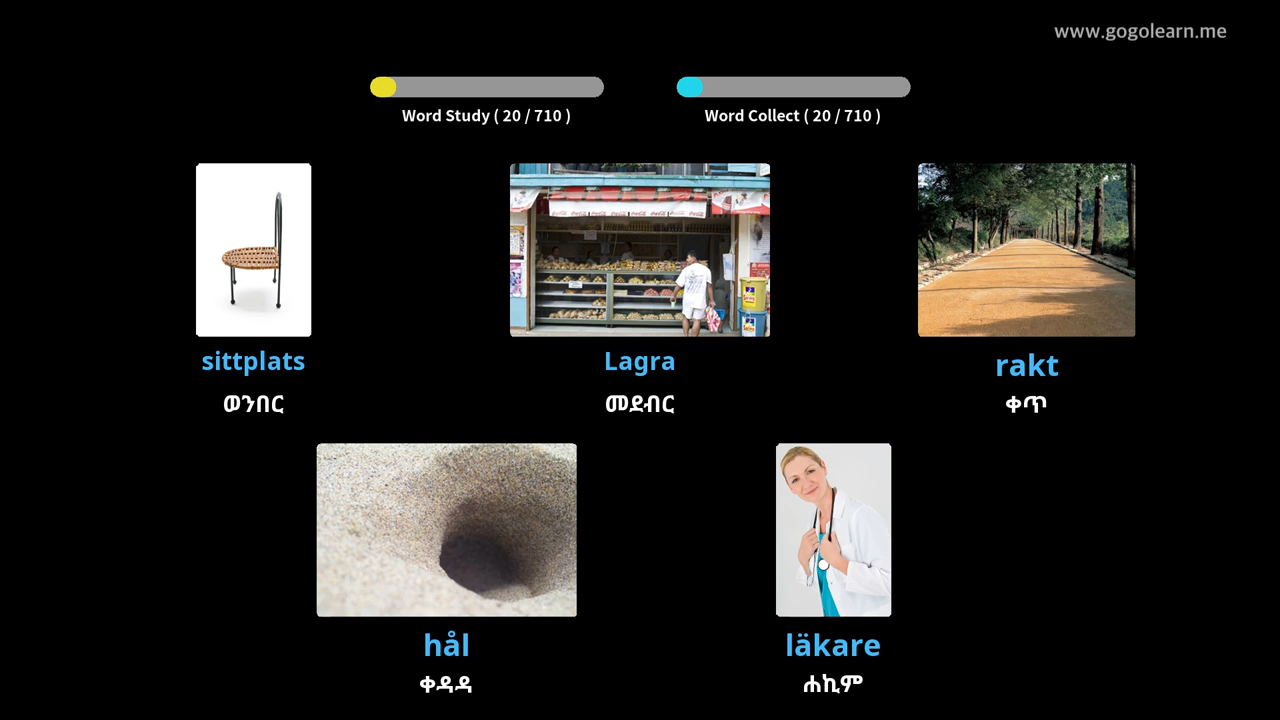 www.gogolearn.me
Word Study ( 20 / 710 )
Word Collect ( 20 / 710 )
sittplats
ወንበር
Lagra
መደብር
rakt
ቀጥ
hål
ቀዳዳ
läkare
ሐኪም